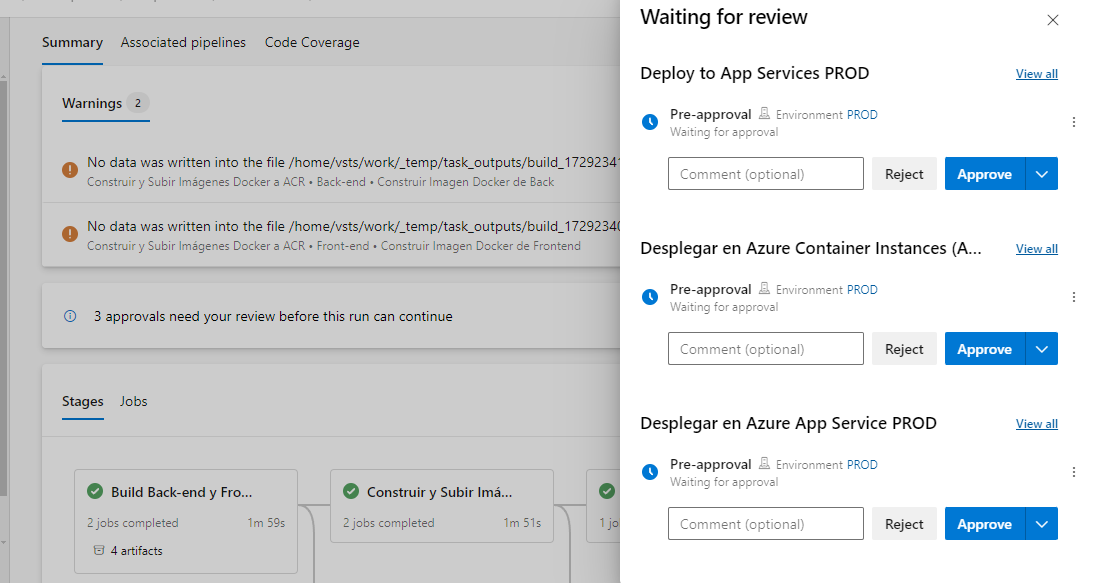 Summary
Associated pipelines
Code Coverage
Warnings 2
No data was written into the file /home/vsts/work/_temp/task_outputs/build_17292341
Construir y Subir Imágenes Docker a ACR • Back-end • Construir Imagen Docker de Back
No data was written into the file /home/vsts/work/_temp/task_outputs/build_17292340
Construir y Subir Imágenes Docker a ACR • Front-end • Construir Imagen Docker de Frontend
3 approvals need your review before this run can continue
Stages
Jobs
Build Back-end y Fro...
2 jobs completed
1m 59s
4 artifacts
Construir y Subir Imá...
2 jobs completed
1m 51s
1 jo
Waiting for review
Deploy to App Services PROD
View all
Pre-approval
Environment PROD
Waiting for approval
Comment (optional)
Reject
Approve
Desplegar en Azure Container Instances (A...
View all
Pre-approval
Environment PROD
Waiting for approval
Comment (optional)
Reject
Approve
Desplegar en Azure App Service PROD
View all
Pre-approval
Environment PROD
Waiting for approval
Comment (optional)
Reject
Approve